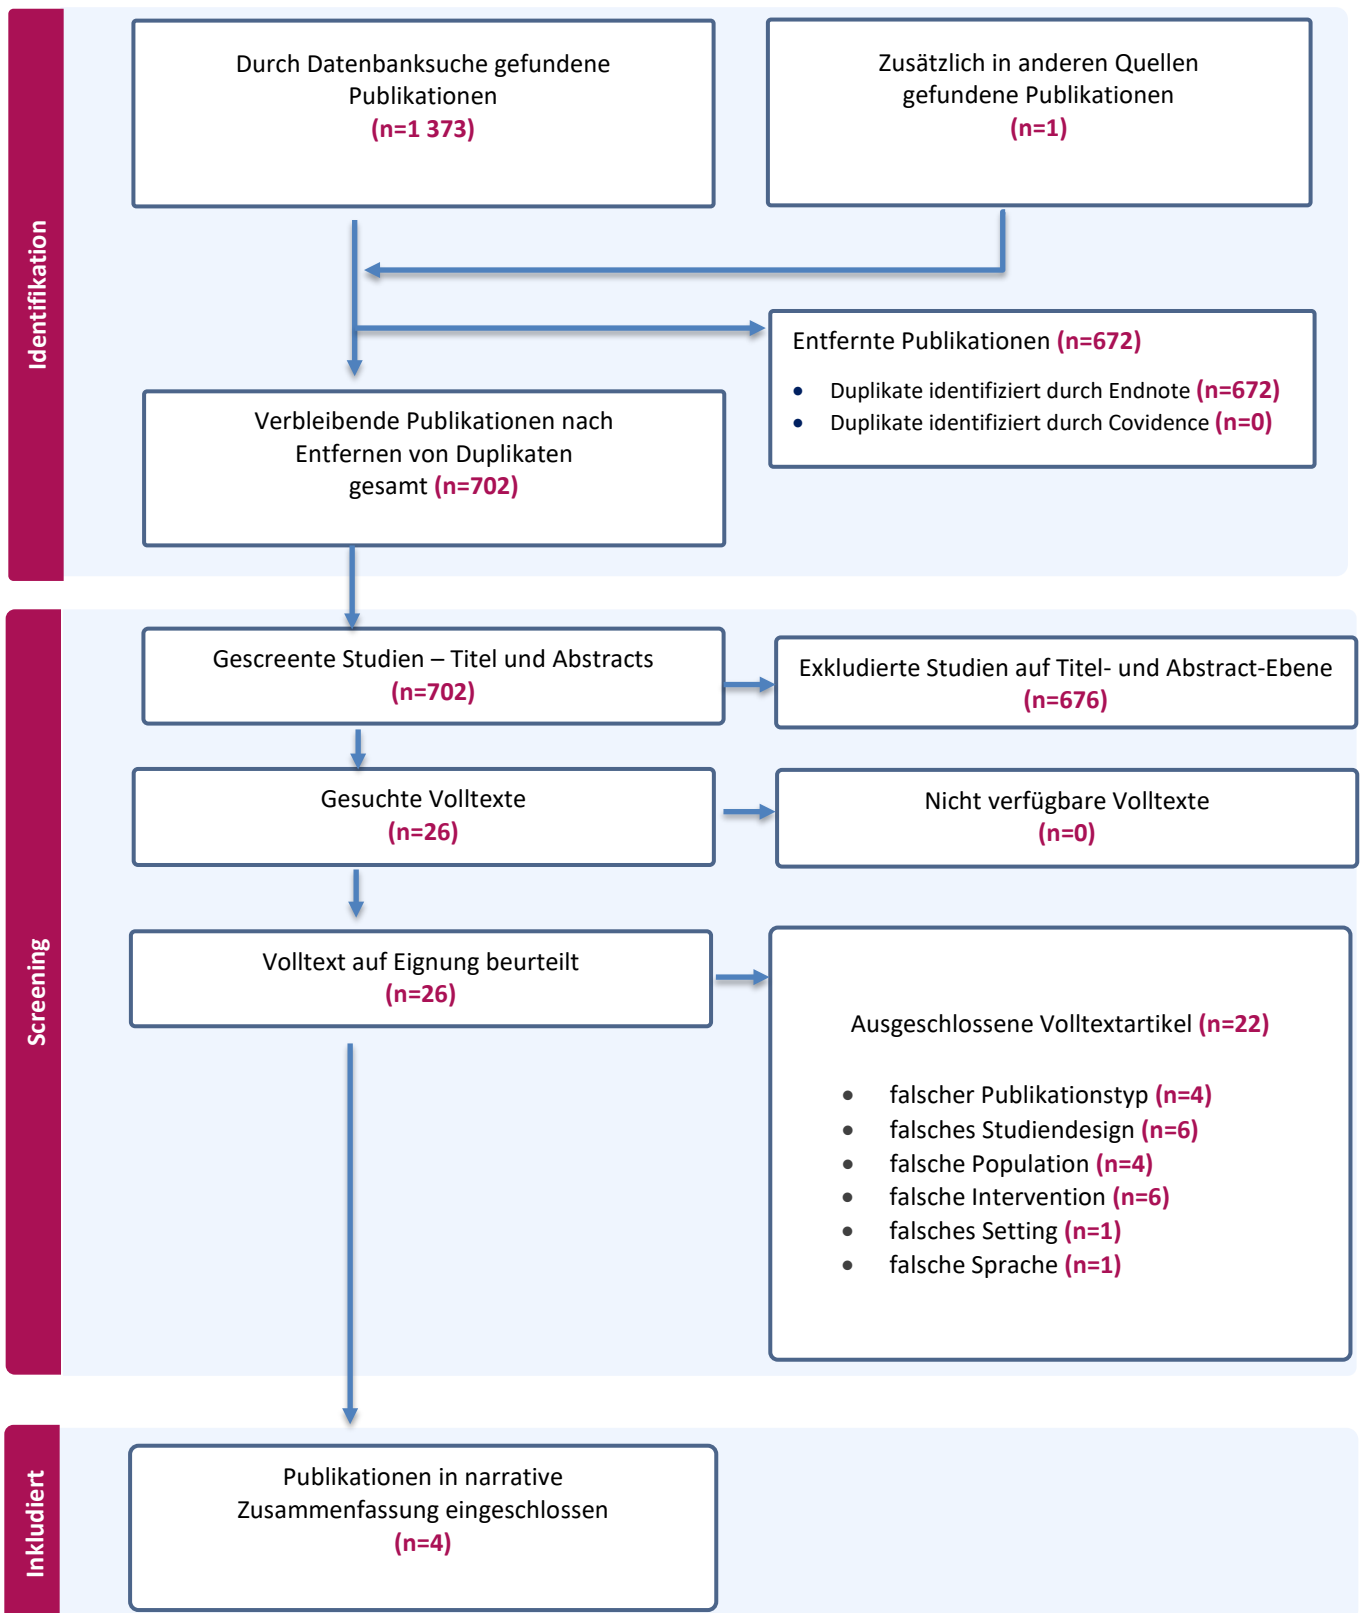 Identifikation
Durch Datenbanksuche gefundene
Publikationen
(n=1 373)
Zusätzlich in anderen Quellen
gefundene Publikationen
(n=1)
Entfernte Publikationen (n=672)
• Duplikate identifiziert durch Endnote (n=672)
• Duplikate identifiziert durch Covidence (n=0)
Verbleibende Publikationen nach
Entfernen von Duplikaten
gesamt (n=702)
Screening
Gescreente Studien – Titel und Abstracts
(n=702)
Exkludierte Studien auf Titel- und Abstract-Ebene
(n=676)
Gesuchte Volltexte
(n=26)
Nicht verfügbare Volltexte
(n=0)
Volltext auf Eignung beurteilt
(n=26)
Ausgeschlossene Volltextartikel (n=22)
• falscher Publikationstyp (n=4)
• falsches Studiendesign (n=6)
• falsche Population (n=4)
• falsche Intervention (n=6)
• falsches Setting (n=1)
• falsche Sprache (n=1)
Inkludiert
Publikationen in narrative
Zusammenfassung eingeschlossen
(n=4)